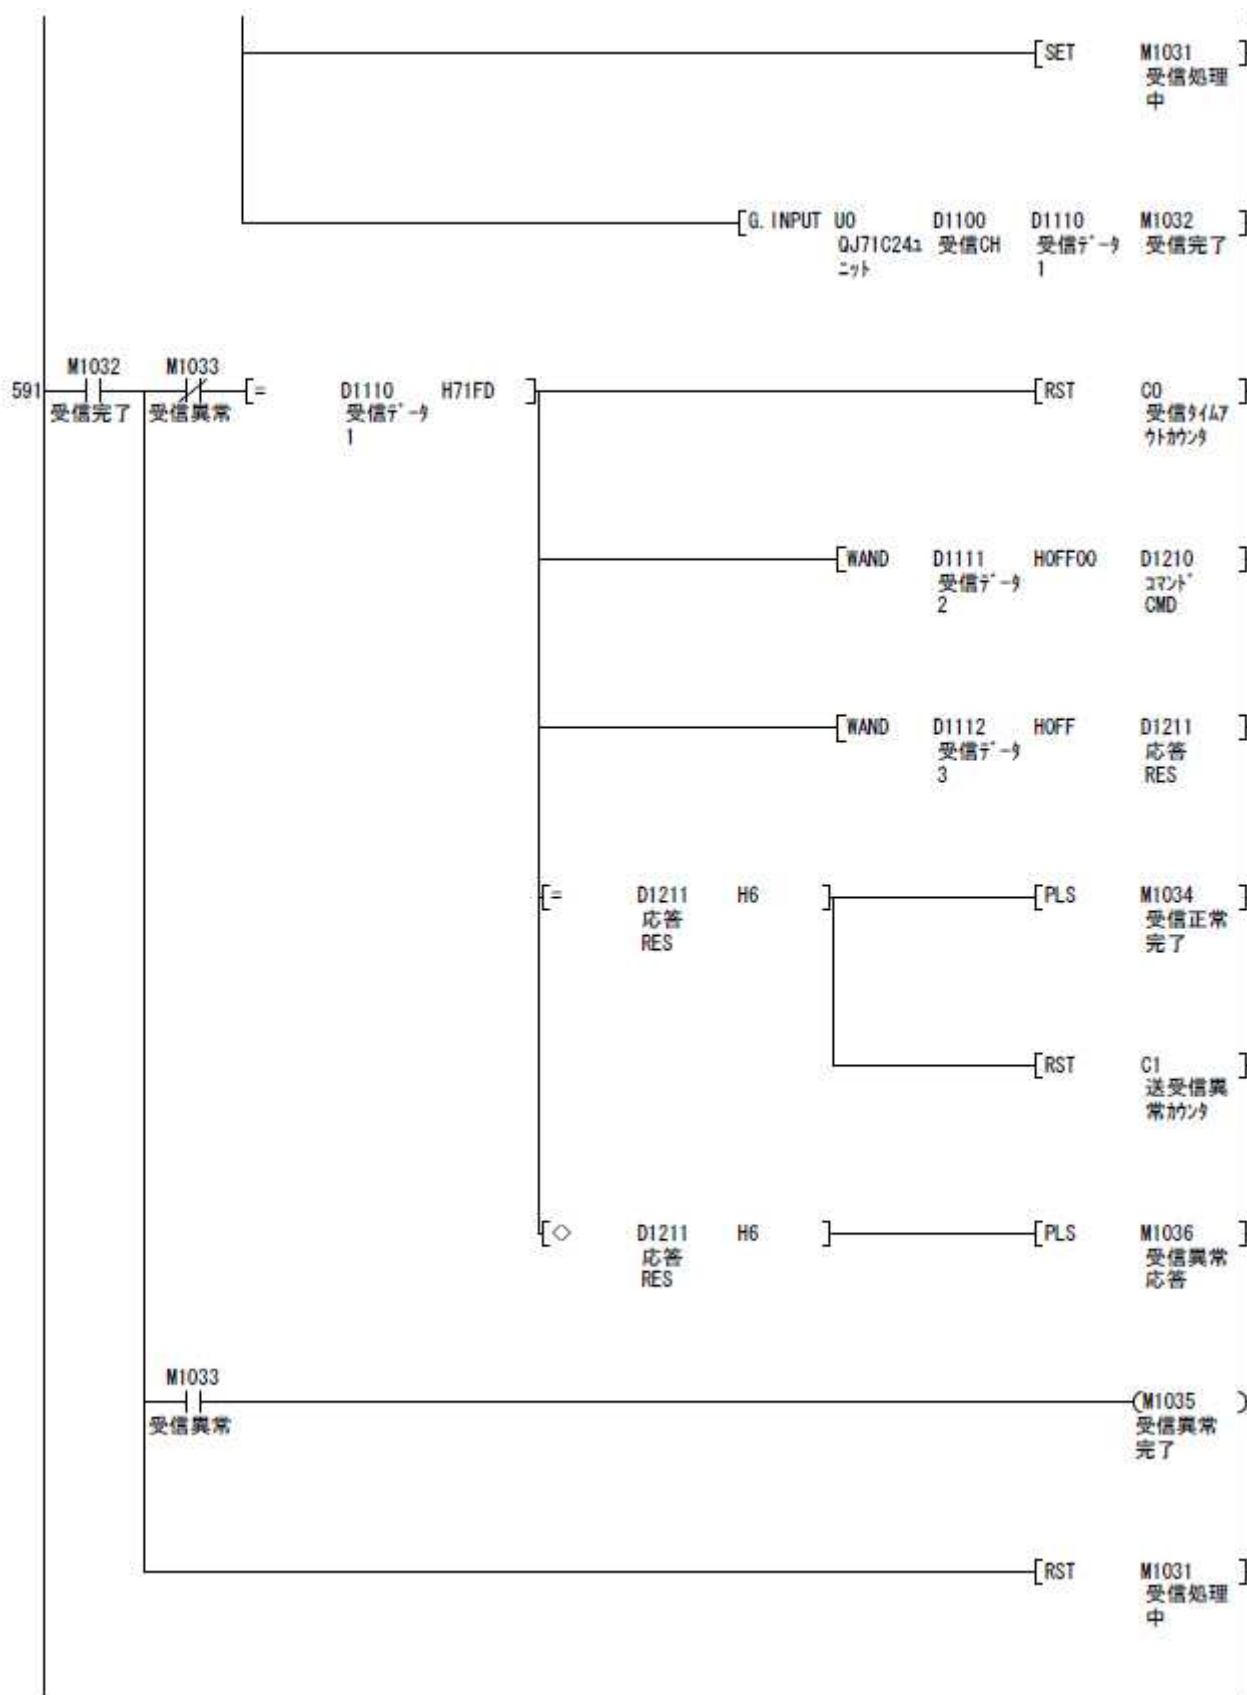 [SET M1031 ]
受信処理
中
[G.INPUT U0 D1100 D1110 M1032 ]
QJ71C24ﾕ 受信CH 受信ﾃﾞｰﾀ 受信完了
ﾆｯﾄ 1
M1032 M1033
591 [= D1110 H71FD ] [RST C0 ]
受信完了 受信異常 受信ﾃﾞｰﾀ 受信ﾀｲﾑｱ
1 ｳﾄｶｳﾝﾀ
[WAND D1111 H0FF00 D1210 ]
受信ﾃﾞｰﾀ ｺﾏﾝﾄﾞ
2 CMD
[WAND D1112 H0FF D1211 ]
受信ﾃﾞｰﾀ 応答
3 RES
[= D1211 H6 ] [PLS M1034 ]
応答 受信正常
RES 完了
[RST C1 ]
送受信異
常ｶｳﾝﾀ
[<> D1211 H6 ] [PLS M1036 ]
応答 受信異常
RES 応答
M1033
(M1035 )
受信異常 受信異常
完了
[RST M1031 ]
受信処理
中